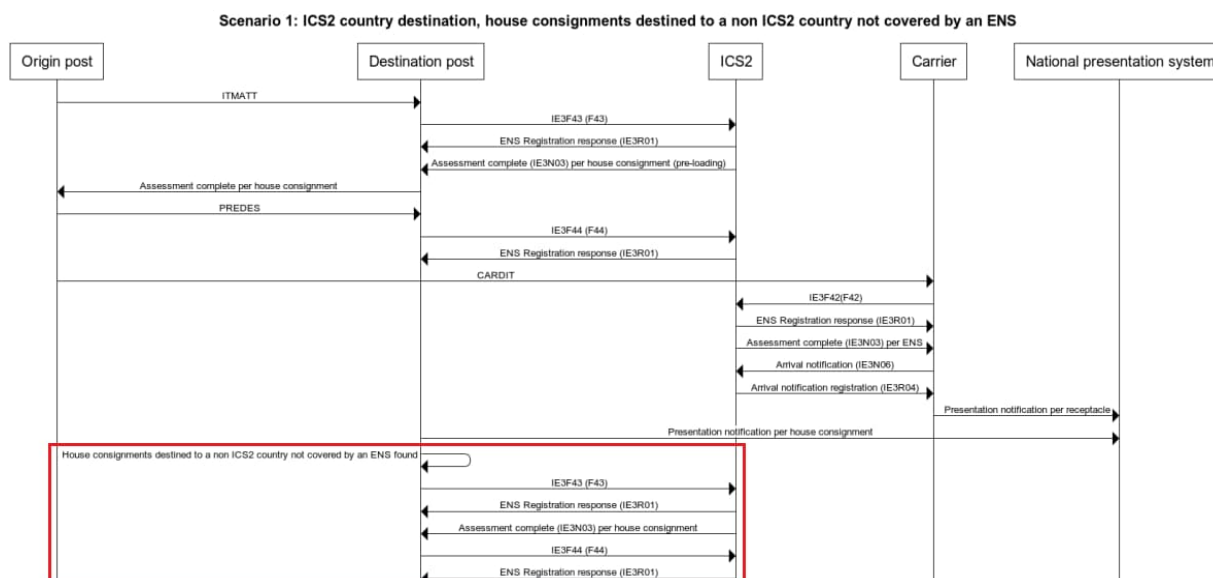 Scenario 1: ICS2 country destination, house consignments destined to a non ICS2 country not covered by an ENS
Origin post
Destination post
ICS2
Carrier
National presentation system
ITMATT
IE3F43 (F43)
ENS Registration response (IE3R01)
Assessment complete (IE3N03) per house consignment (pre-loading)
Assessment complete per house consignment
PREDES
IE3F44 (F44)
ENS Registration response (IE3R01)
CARDIT
IE3F42(F42)
ENS Registration response (IE3R01)
Assessment complete (IE3N03) per ENS
Arrival notification (IE3N06)
Arrival notification registration (IE3R04)
Presentation notification per receptacle
Presentation notification per house consignment
House consignments destined to a non ICS2 country not covered by an ENS found
IE3F43 (F43)
ENS Registration response (IE3R01)
Assessment complete (IE3N03) per house consignment
IE3F44 (F44)
ENS Registration response (IE3R01)